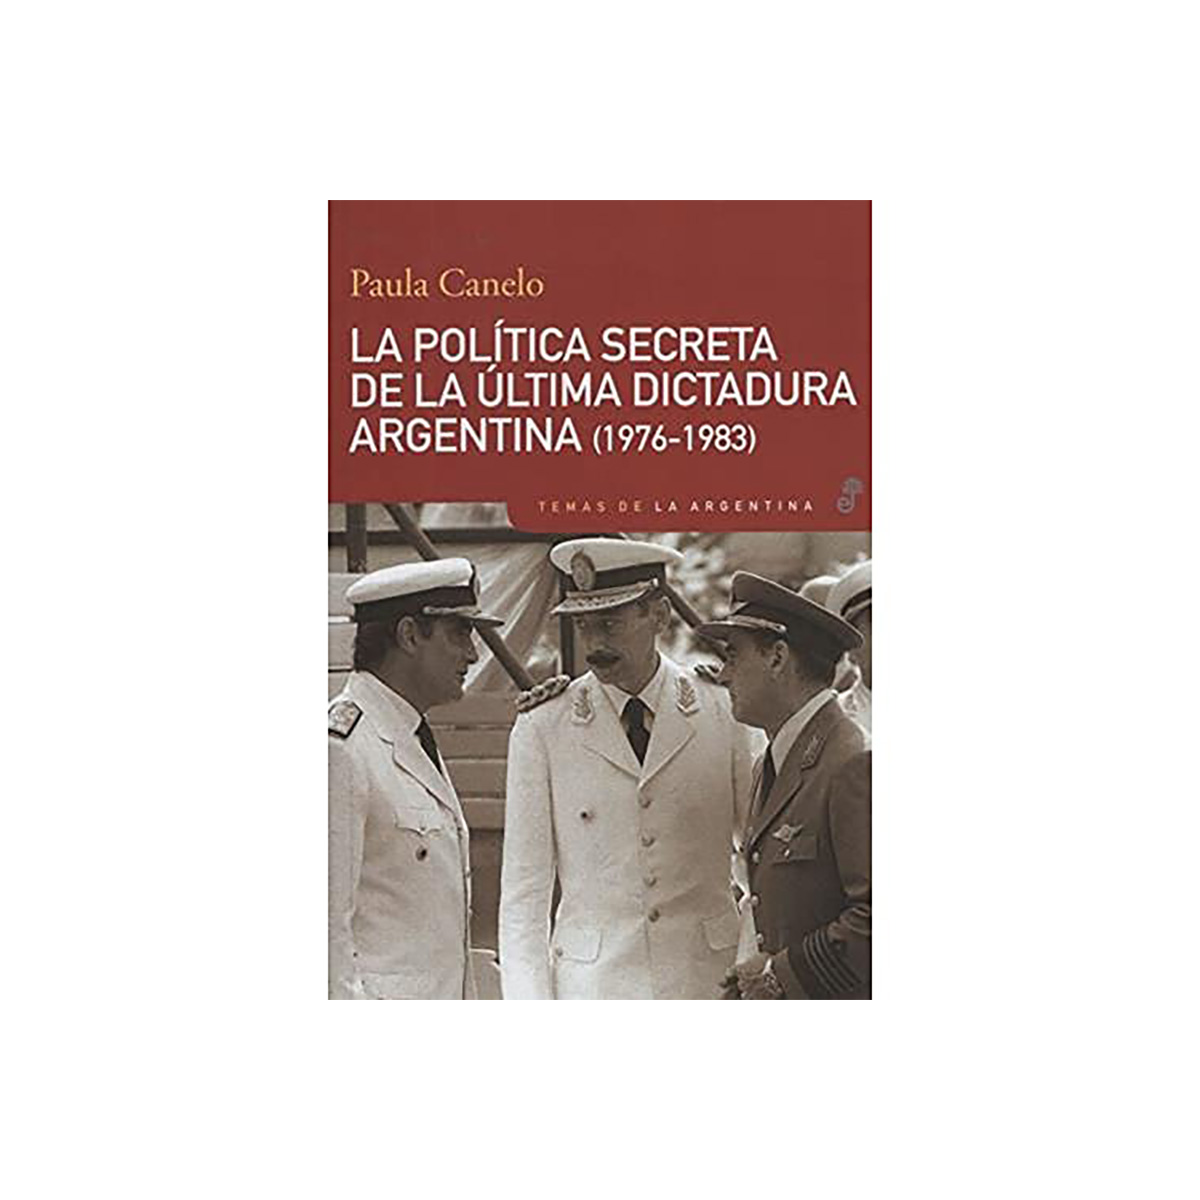 Paula Canelo
LA POLÍTICA SECRETA
DE LA ÚLTIMA DICTADURA
ARGENTINA (1976-1983)
TEMAS DE LA ARGENTINA